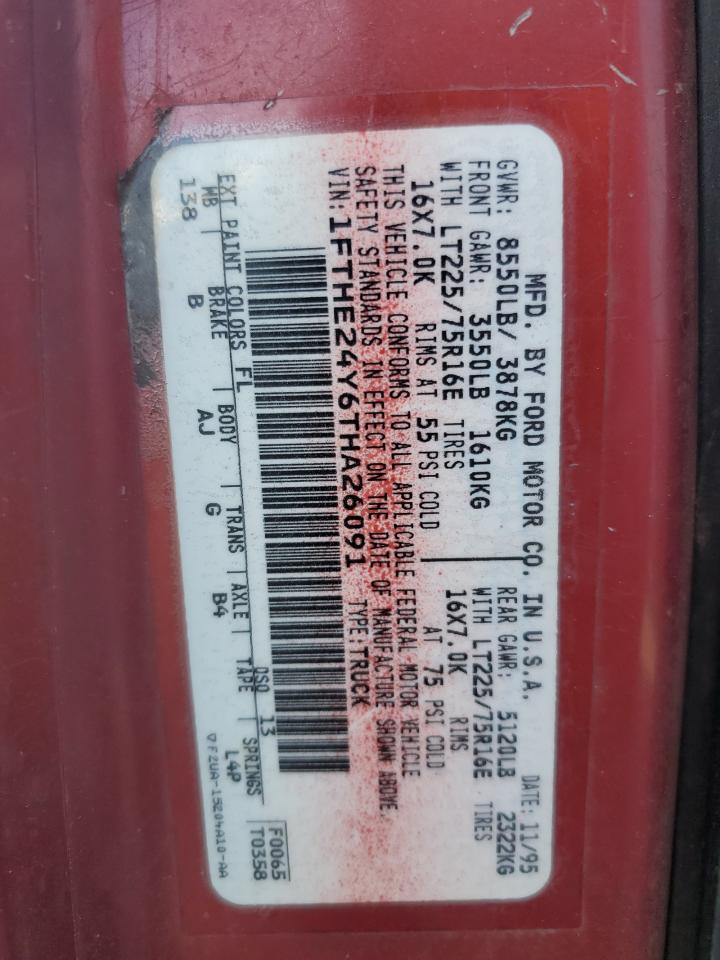 MFD. BY FORD MOTOR CO. IN U.S.A.
DATE: 11/95
GVWR: 8550LB/ 3878KG
FRONT GAWR: 3550LB 1610KG
REAR GAWR: 5120LB 2322KG
WITH LT225/75R16E TIRES
WITH LT225/75R16E TIRES
16X7.0K RIMS AT 55 PSI COLD
16X7.0K RIMS AT 75 PSI COLD
THIS VEHICLE CONFORMS TO ALL APPLICABLE FEDERAL MOTOR VEHICLE
SAFETY STANDARDS IN EFFECT ON THE DATE OF MANUFACTURE SHOWN ABOVE.
VIN: 1FTHE24Y6THA26091 TYPE: TRUCK
F0065
T0358
EXT PAINT COLORS FL DSO 13
WB | BRAKE | BODY | TRANS | AXLE | TAPE | SPRINGS
138 B AJ G B4 L4P
▽F2UA-15204A10-AA